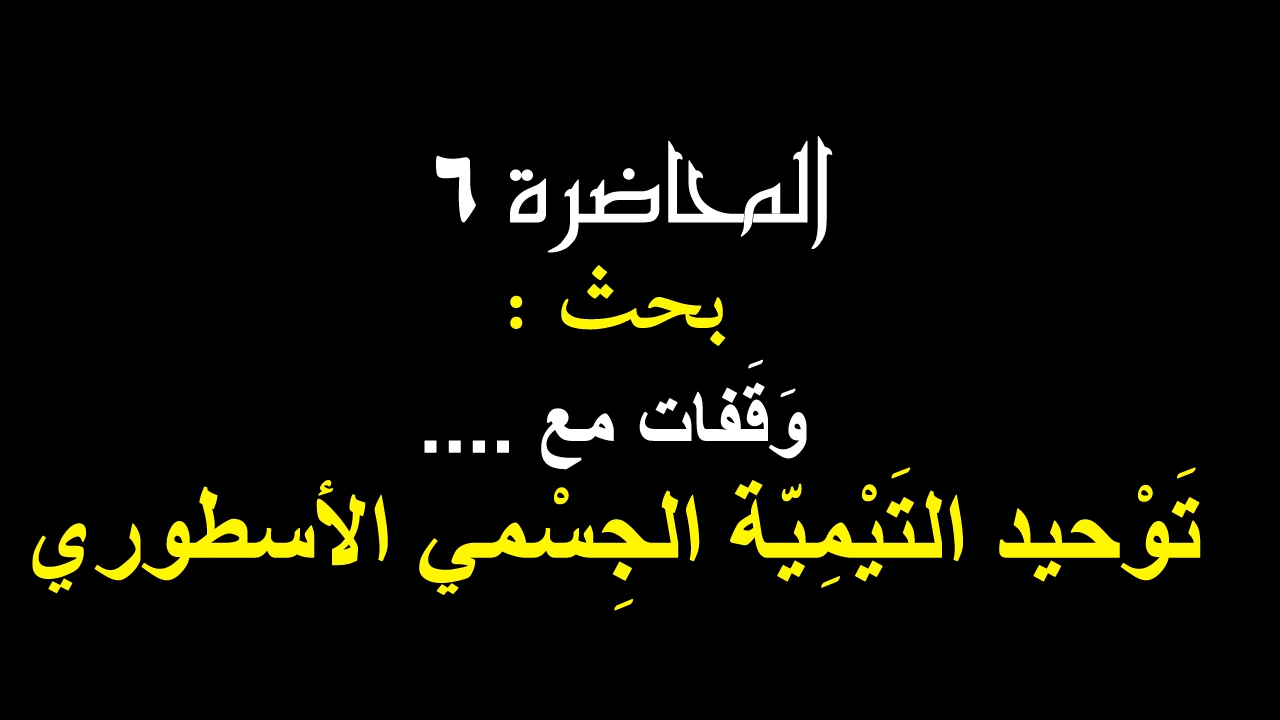 المحاضرة ٦
بحث :
وَقَفات مع ....
تَوْحيد التَيْمِيّة الجِسْمي الأسطوري